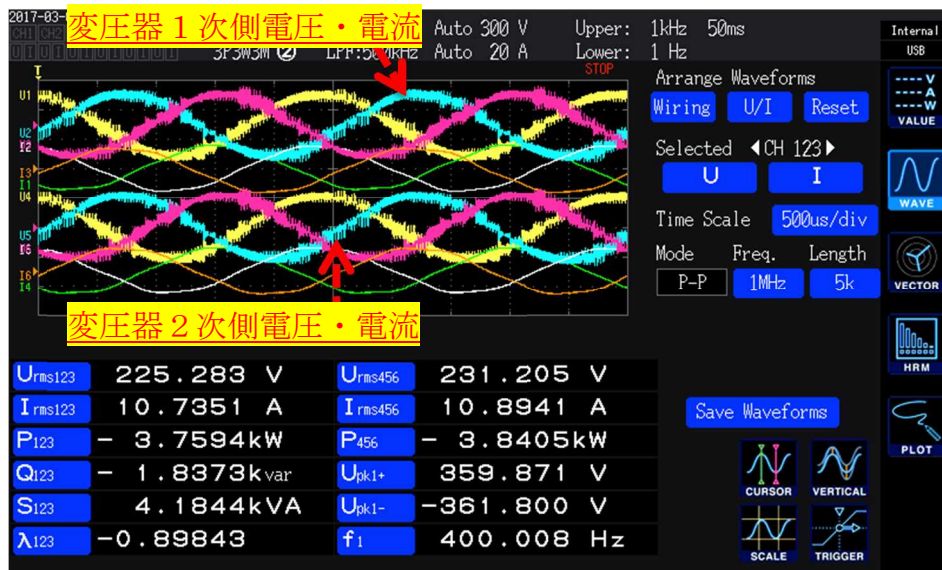 2017-03-
変圧器１次側電圧・電流
Auto 300 V
Upper: 1kHz 50ms
CH1 CH2
3P3W3M ② LPF:500kHz Auto 20 A
Lower: 1 Hz
STOP
Internal
USB
U1
U2
I2
I3
I1
U4
U5
I6
I4
変圧器２次側電圧・電流
Arrange Waveforms
Wiring U/I Reset
Selected ◀CH 123▶
U I
Time Scale 500us/div
Mode Freq. Length
P-P 1MHz 5k
V
A
W
VALUE
WAVE
VECTOR
HRM
PLOT
Urms123 225.283 V Urms456 231.205 V
Irms123 10.7351 A Irms456 10.8941 A
P123 - 3.7594kW P456 - 3.8405kW
Q123 - 1.8373kvar Upk1+ 359.871 V
S123 4.1844kVA Upk1- -361.800 V
λ123 -0.89843 f1 400.008 Hz
Save Waveforms
CURSOR VERTICAL
SCALE TRIGGER